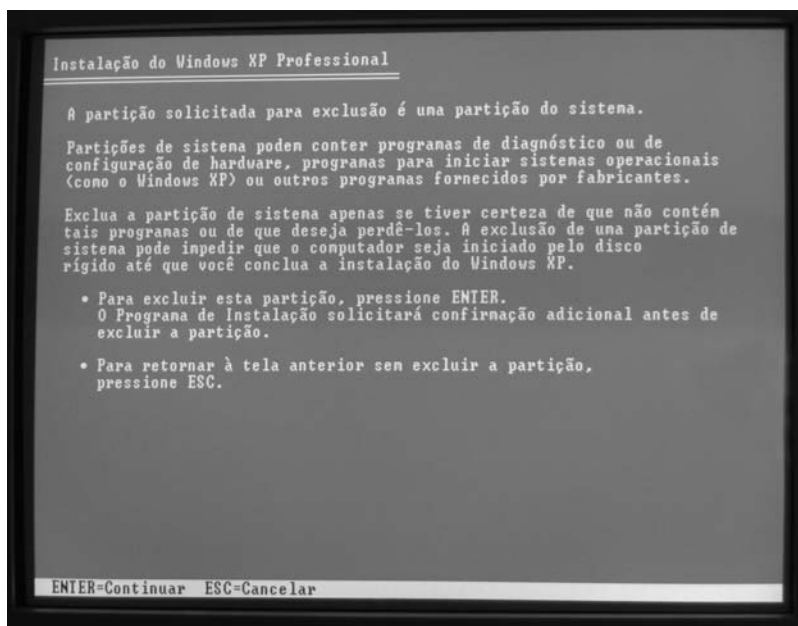 Instalação do Windows XP Professional
A partição solicitada para exclusão é uma partição do sistema.
Partições de sistema podem conter programas de diagnóstico ou de
configuração de hardware, programas para iniciar sistemas operacionais
(como o Windows XP) ou outros programas fornecidos por fabricantes.
Exclua a partição de sistema apenas se tiver certeza de que não contém
tais programas ou de que deseja perdê-los. A exclusão de uma partição de
sistema pode impedir que o computador seja iniciado pelo disco
rígido até que você conclua a instalação do Windows XP.
• Para excluir esta partição, pressione ENTER.
O Programa de Instalação solicitará confirmação adicional antes de
excluir a partição.
• Para retornar à tela anterior sem excluir a partição,
pressione ESC.
ENTER=Continuar ESC=Cancelar